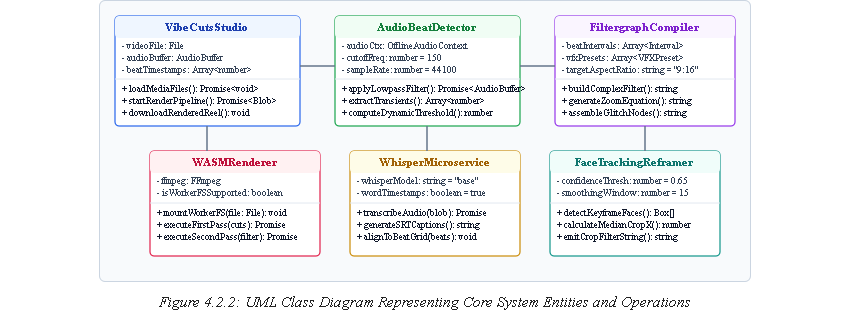 VibeCutsStudio
- videoFile: File
- audioBuffer: AudioBuffer
- beatTimestamps: Array<number>
+ loadMediaFiles(): Promise<void>
+ startRenderPipeline(): Promise<Blob>
+ downloadRenderedReel(): void
AudioBeatDetector
- audioCtx: OfflineAudioContext
- cutoffFreq: number = 150
- sampleRate: number = 44100
+ applyLowpassFilter(): Promise<AudioBuffer>
+ extractTransients(): Array<number>
+ computeDynamicThreshold(): number
FiltergraphCompiler
- beatIntervals: Array<Interval>
- vfxPresets: Array<VFXPreset>
- targetAspectRatio: string = "9:16"
+ buildComplexFilter(): string
+ generateZoomEquation(): string
+ assembleGlitchNodes(): string
WASMRenderer
- ffmpeg: FFmpeg
- isWorkerFSSupported: boolean
+ mountWorkerFS(file: File): void
+ executeFirstPass(cuts): Promise
+ executeSecondPass(filter): Promise
WhisperMicroservice
- whisperModel: string = "base"
- wordTimestamps: boolean = true
+ transcribeAudio(blob): Promise
+ generateSRTCaptions(): string
+ alignToBeatGrid(beats): void
FaceTrackingReframer
- confidenceThresh: number = 0.65
- smoothingWindow: number = 15
+ detectKeyframeFaces(): Box[]
+ calculateMedianCropX(): number
+ emitCropFilterString(): string
Figure 4.2.2: UML Class Diagram Representing Core System Entities and Operations